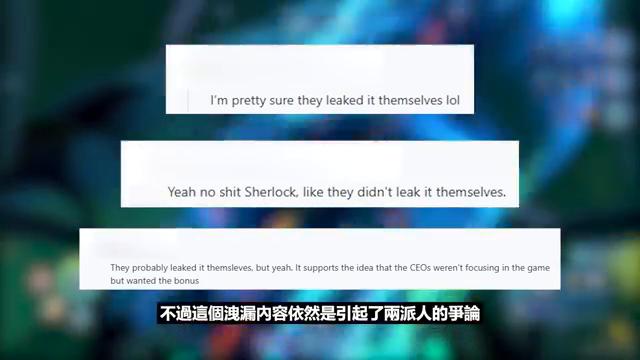 I'm pretty sure they leaked it themselves lol
Yeah no shit Sherlock, like they didn't leak it themselves.
They probably leaked it themsleves, but yeah. It supports the idea that the CEOs weren't focusing in the game
but wanted the bonus
不過這個洩漏內容依然是引起了兩派人的爭論